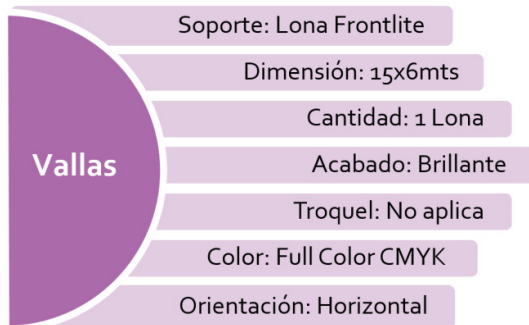 Vallas
Soporte: Lona Frontlite
Dimensión: 15x6mts
Cantidad: 1 Lona
Acabado: Brillante
Troquel: No aplica
Color: Full Color CMYK
Orientación: Horizontal